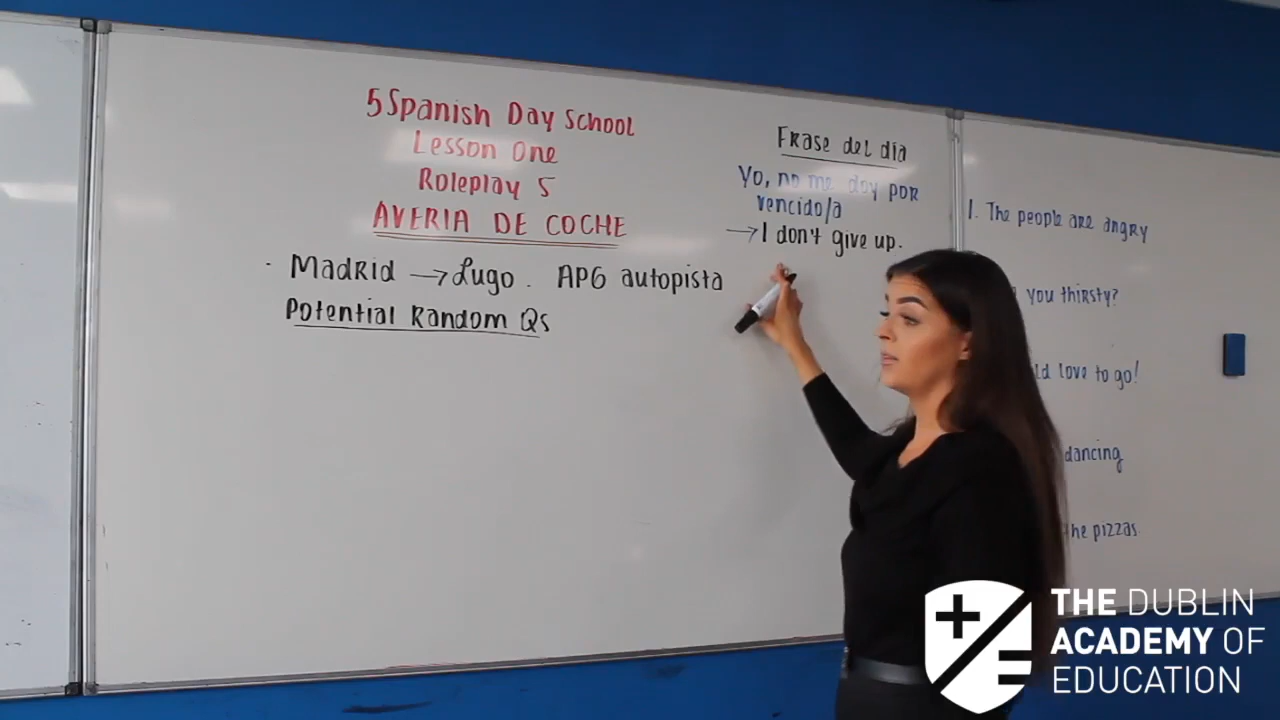 5 Spanish Day School
Lesson One
Roleplay 5
AVERIA DE COCHE
· Madrid → Lugo. AP6 autopista
Potential Random Qs
Frase del día
Yo, no me doy por
vencido/a
→ I don't give up.
1. The people are angry
you thirsty?
love to go!
dancing
the pizzas.
THE DUBLIN
ACADEMY OF
EDUCATION